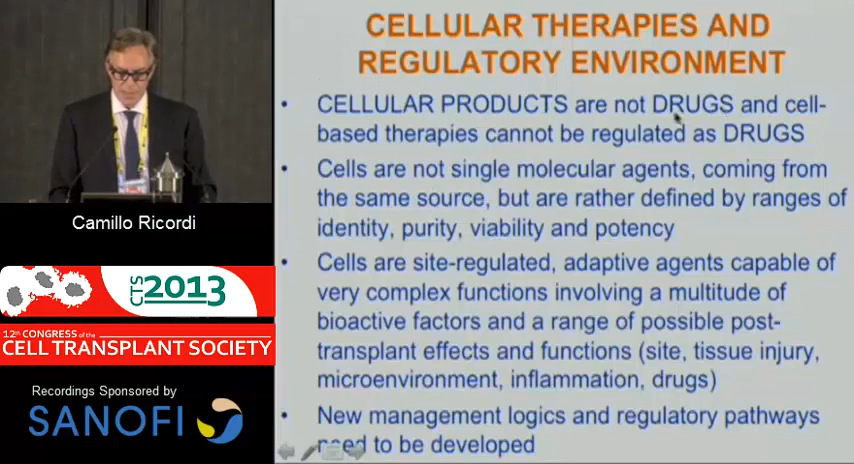 Camillo Ricordi
CTS
2013
12th CONGRESS of the
CELL TRANSPLANT SOCIETY
Recordings Sponsored by
SANOFI
CELLULAR THERAPIES AND
REGULATORY ENVIRONMENT
• CELLULAR PRODUCTS are not DRUGS and cell-
based therapies cannot be regulated as DRUGS
• Cells are not single molecular agents, coming from
the same source, but are rather defined by ranges of
identity, purity, viability and potency
• Cells are site-regulated, adaptive agents capable of
very complex functions involving a multitude of
bioactive factors and a range of possible post-
transplant effects and functions (site, tissue injury,
microenvironment, inflammation, drugs)
• New management logics and regulatory pathways
need to be developed